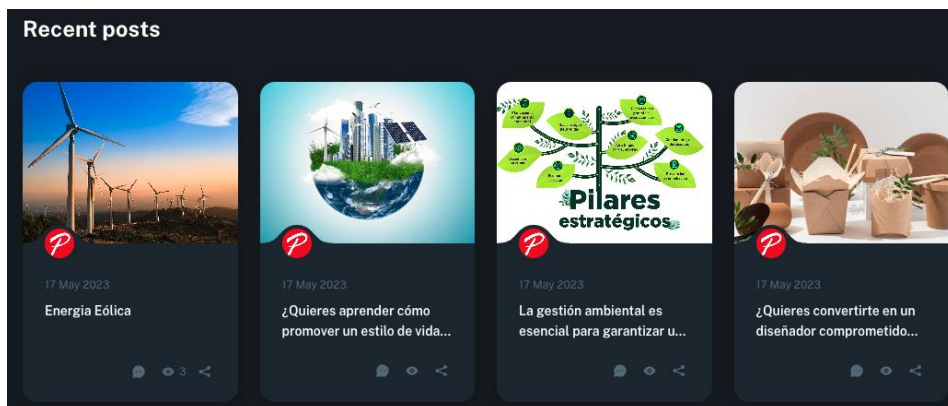 Recent posts
Pilares
estratégicos
17 May 2023
Energia Eólica
3
17 May 2023
¿Quieres aprender cómo
promover un estilo de vida...
17 May 2023
La gestión ambiental es
esencial para garantizar u...
17 May 2023
¿Quieres convertirte en un
diseñador comprometido...